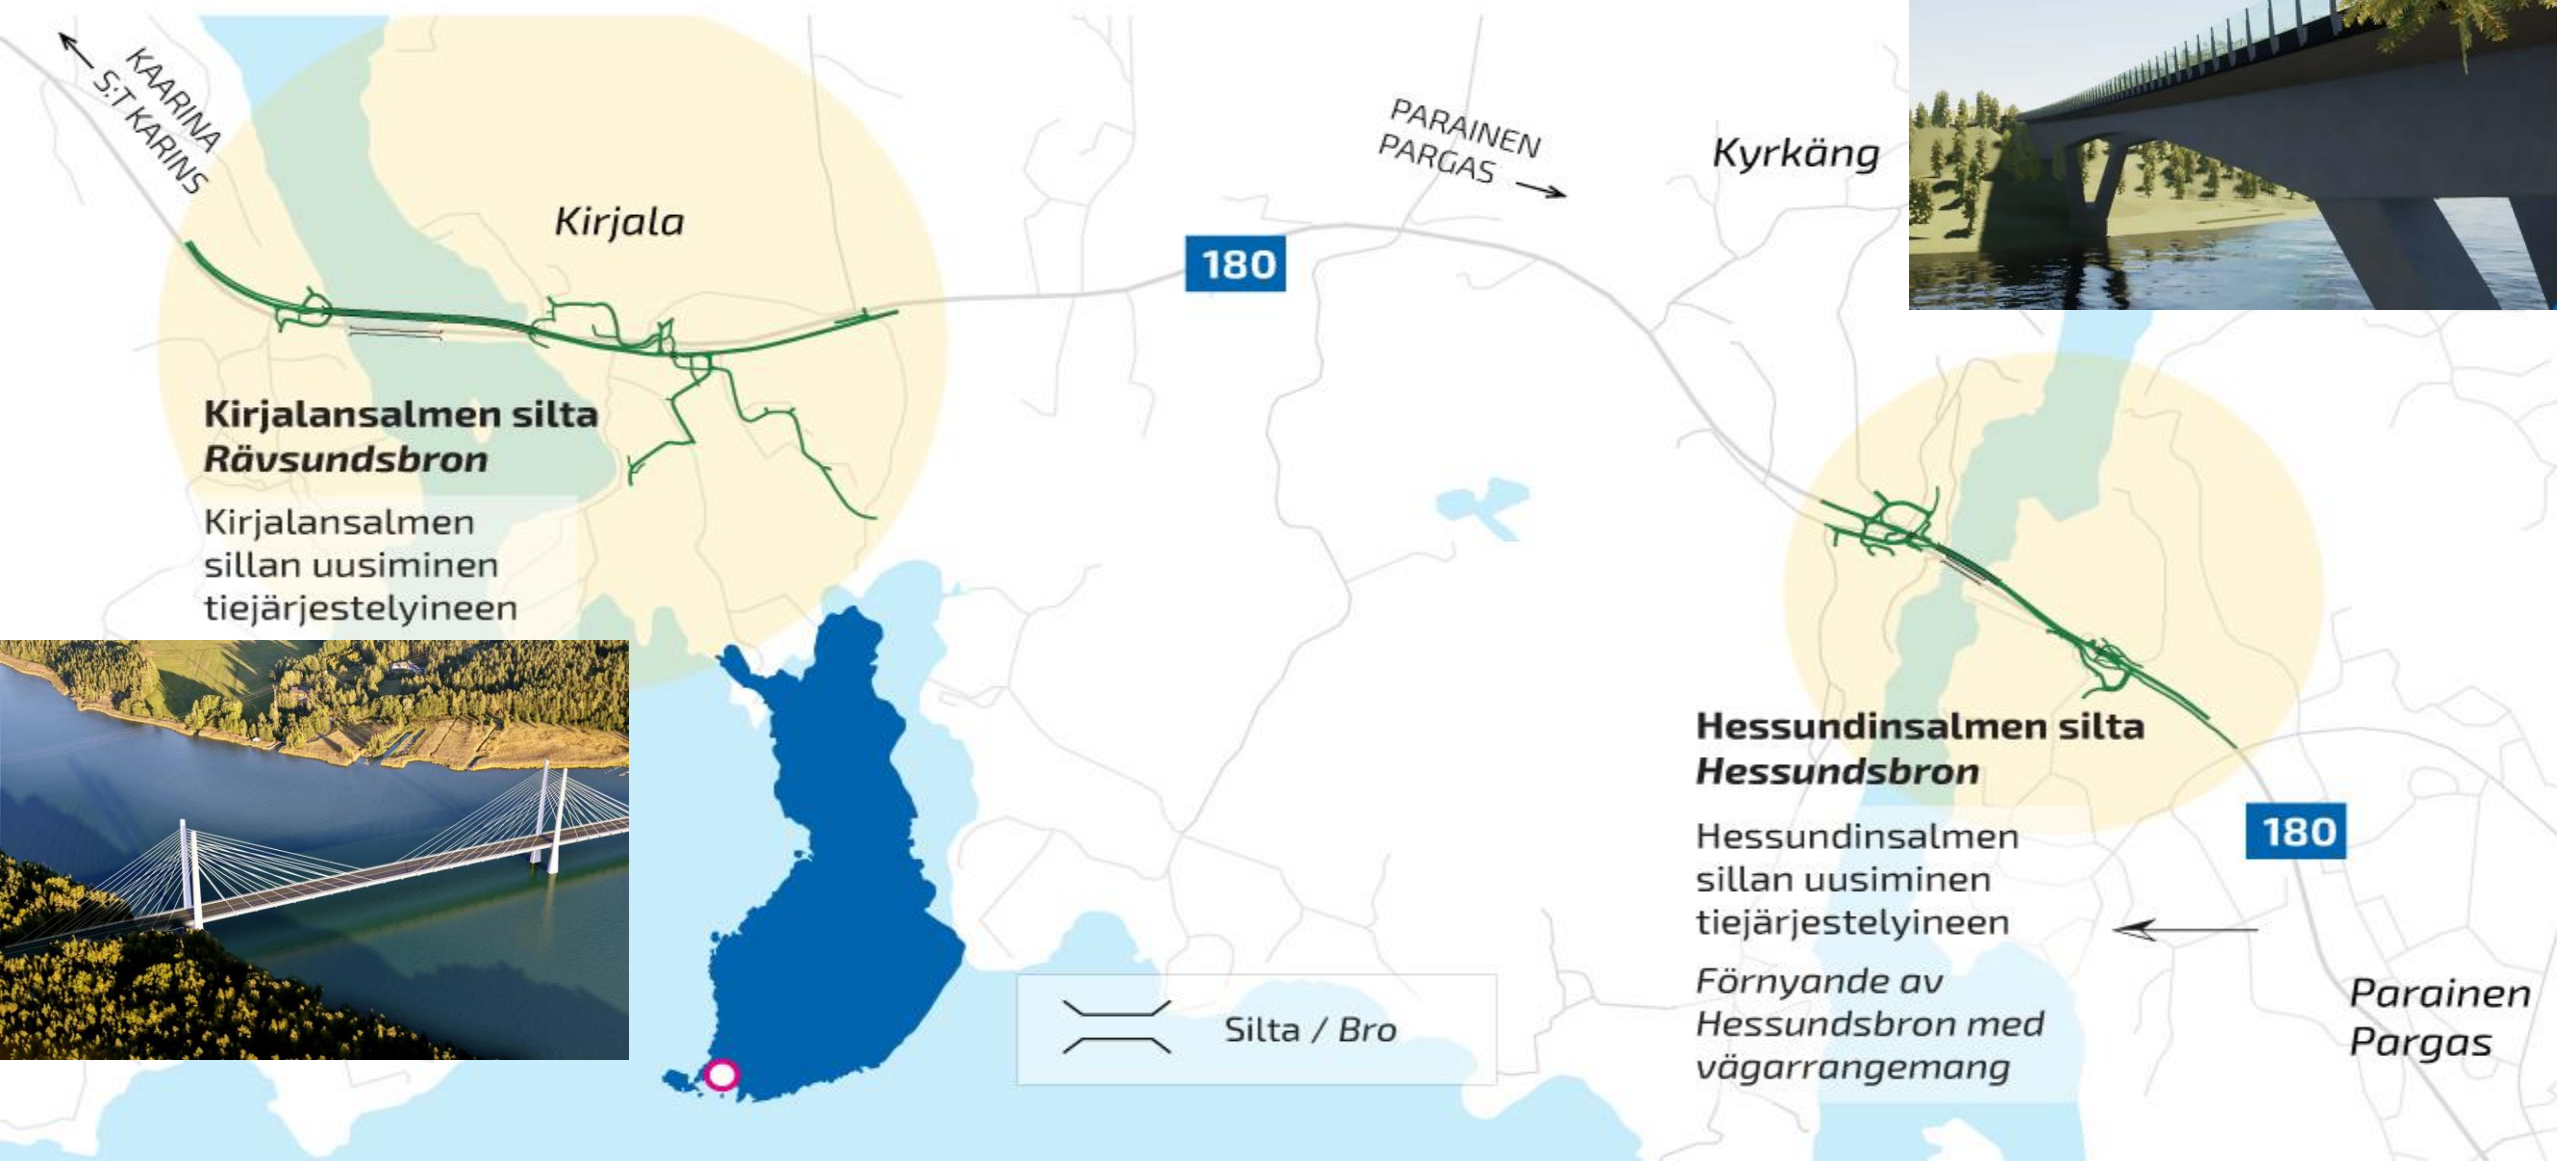 KAARINA
S:T KARINS
Kirjala
180
PARAINEN
PARGAS
Kyrkäng
Kirjalansalmen silta
Rävsundsbron
Kirjalansalmen
sillan uusiminen
tiejärjestelyineen
Hessundinsalmen silta
Hessundsbron
Hessundinsalmen
sillan uusiminen
tiejärjestelyineen
Förnyande av
Hessundsbron med
vägarrangemang
180
Parainen
Pargas
Silta / Bro